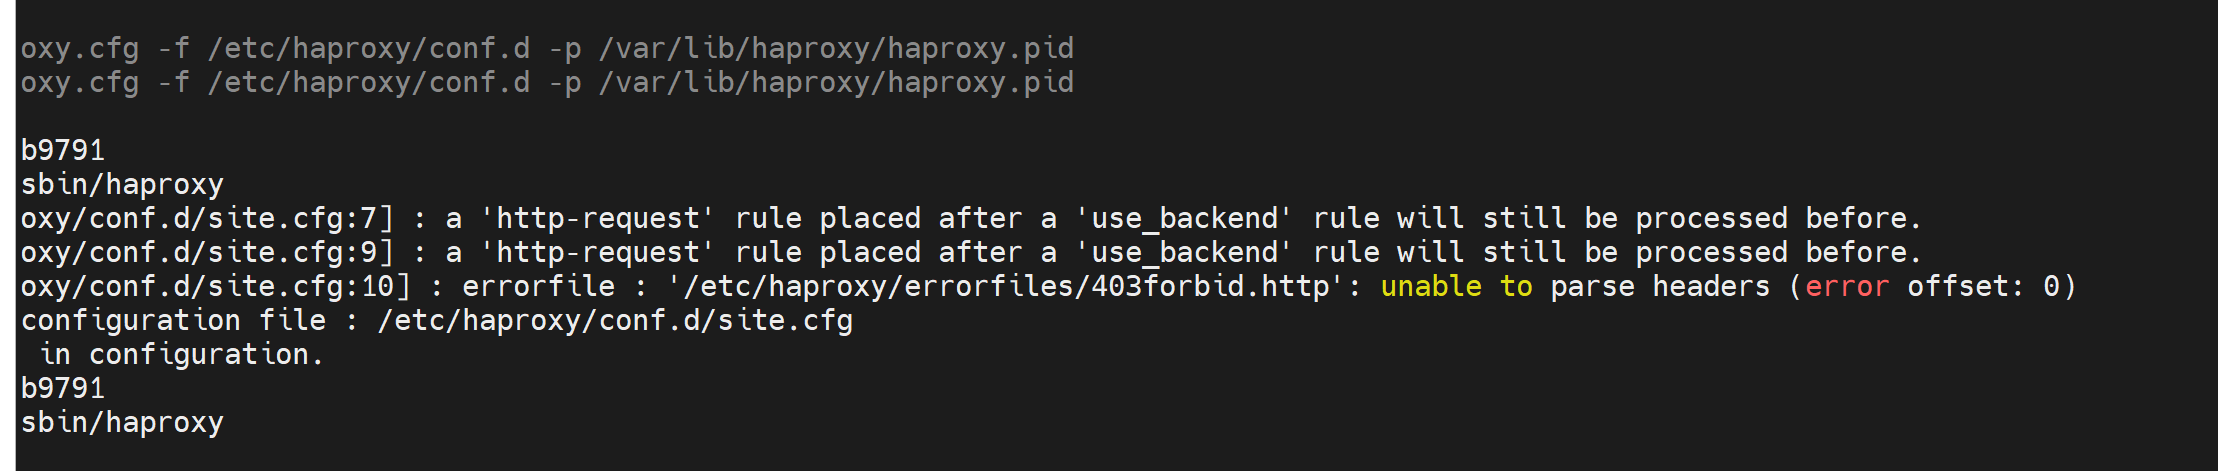 oxy.cfg -f /etc/haproxy/conf.d -p /var/lib/haproxy/haproxy.pid
oxy.cfg -f /etc/haproxy/conf.d -p /var/lib/haproxy/haproxy.pid
b9791
sbin/haproxy
oxy/conf.d/site.cfg:7] : a 'http-request' rule placed after a 'use_backend' rule will still be processed before.
oxy/conf.d/site.cfg:9] : a 'http-request' rule placed after a 'use_backend' rule will still be processed before.
oxy/conf.d/site.cfg:10] : errorfile : '/etc/haproxy/errorfiles/403forbid.http': unable to parse headers (error offset: 0)
configuration file : /etc/haproxy/conf.d/site.cfg
 in configuration.
b9791
sbin/haproxy